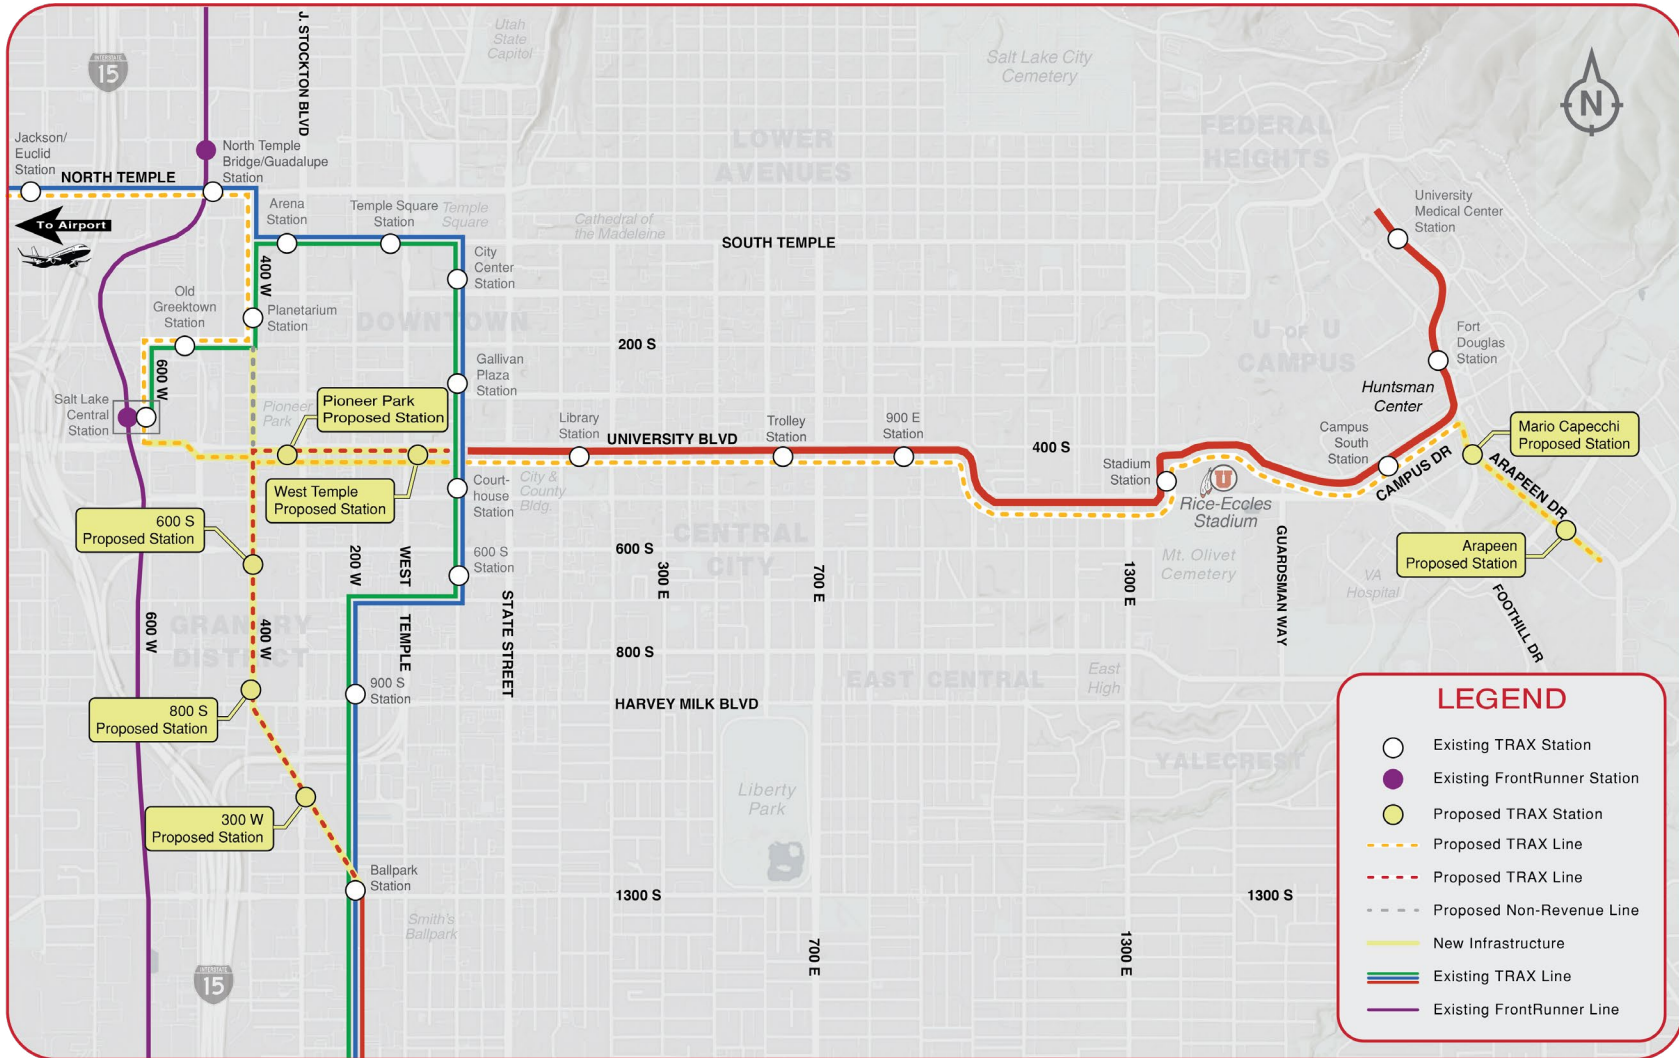 INTERSTATE
15
J. STOCKTON BLVD
Utah
State
Capitol
Salt Lake City
Cemetery
N
Jackson/
Euclid
Station
NORTH TEMPLE
North Temple
Bridge/Guadalupe
Station
LOWER
AVENUES
FEDERAL
HEIGHTS
To Airport
Arena
Station
Temple Square
Station
Temple
Square
Cathedral of
the Madeleine
SOUTH TEMPLE
University
Medical Center
Station
City
Center
Station
400 W
Old
Greektown
Station
Planetarium
Station
DOWNTOWN
200 S
U OF U
CAMPUS
Fort
Douglas
Station
600 W
Gallivan
Plaza
Station
Huntsman
Center
Salt Lake
Central
Station
Pioneer
Park
Pioneer Park
Proposed Station
Library
Station
UNIVERSITY BLVD
Trolley
Station
900 E
Station
400 S
Campus
South
Station
CAMPUS DR
Mario Capecchi
Proposed Station
ARAPEEN DR
Stadium
Station
U
Rice-Eccles
Stadium
West Temple
Proposed Station
Court-
house
Station
City &
County
Bldg.
600 S
Proposed Station
CENTRAL
CITY
600 S
Station
600 S
Mt. Olivet
Cemetery
GUARDSMAN WAY
VA
Hospital
Arapeen
Proposed Station
FOOTHILL DR
200 W
WEST
TEMPLE
STATE STREET
300 E
700 E
1300 E
600 W
GRANARY
DISTRICT
400 W
800 S
EAST CENTRAL
East
High
900 S
Station
HARVEY MILK BLVD
800 S
Proposed Station
YALECREST
Liberty
Park
300 W
Proposed Station
Ballpark
Station
1300 S
1300 S
Smith's
Ballpark
700 E
1300 E
INTERSTATE
15
LEGEND
Existing TRAX Station
Existing FrontRunner Station
Proposed TRAX Station
Proposed TRAX Line
Proposed TRAX Line
Proposed Non-Revenue Line
New Infrastructure
Existing TRAX Line
Existing FrontRunner Line